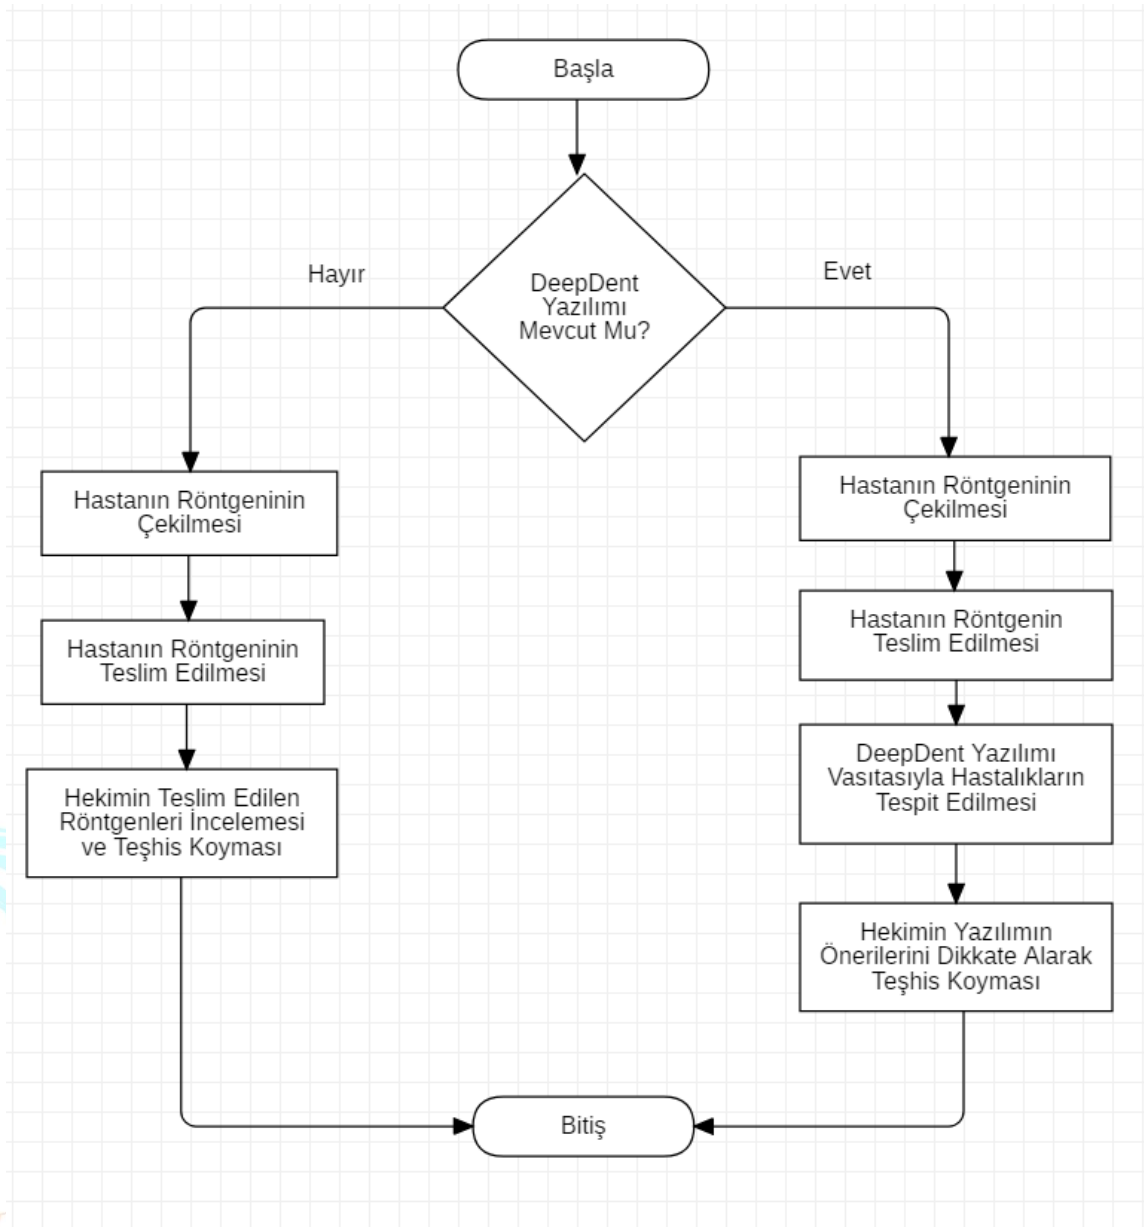 Başla
DeepDent
Yazılımı
Mevcut Mu?
Hayır
Evet
Hastanın Röntgeninin
Çekilmesi
Hastanın Röntgeninin
Teslim Edilmesi
Hekimin Teslim Edilen
Röntgenleri İncelemesi
ve Teşhis Koyması
Hastanın Röntgeninin
Çekilmesi
Hastanın Röntgenin
Teslim Edilmesi
DeepDent Yazılımı
Vasıtasıyla Hastalıkların
Tespit Edilmesi
Hekimin Yazılımın
Önerilerini Dikkate Alarak
Teşhis Koyması
Bitiş